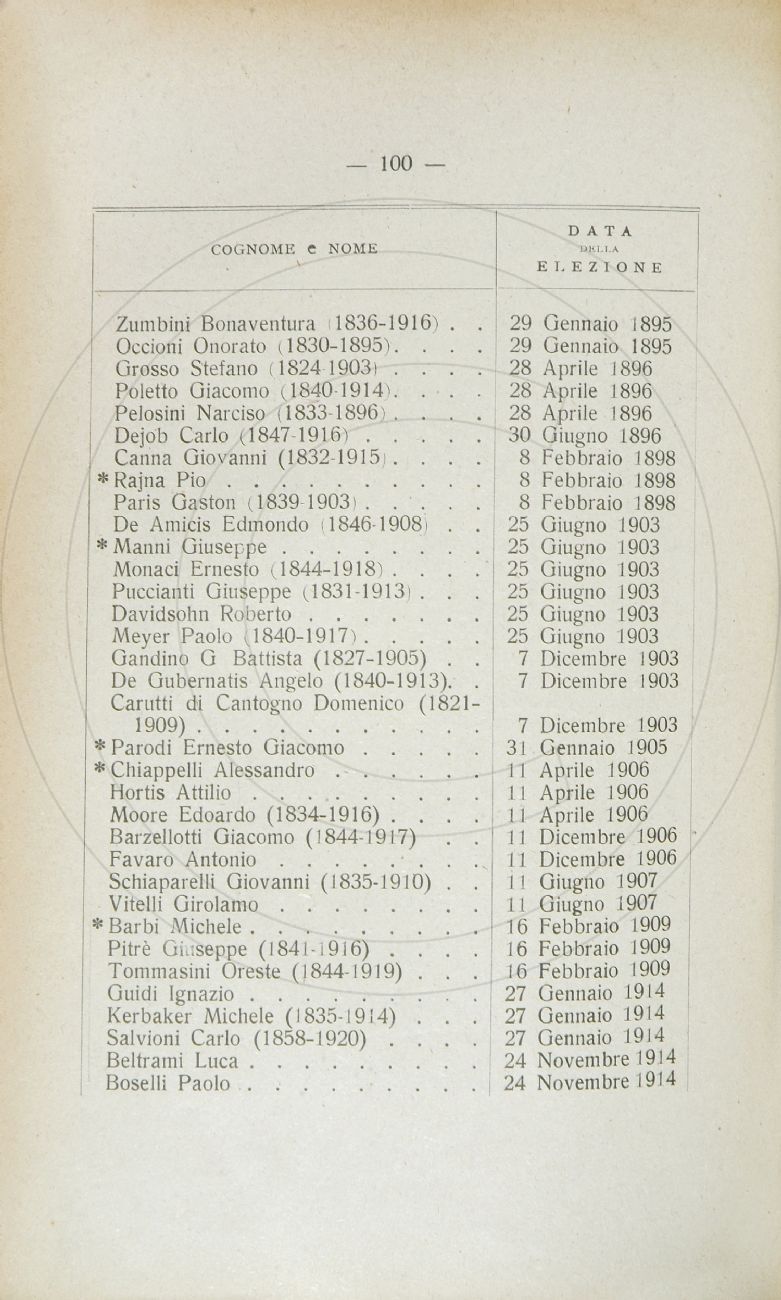 — 100 —
COGNOME e NOME
DATA
DELLA
ELEZIONE
Zumbini Bonaventura (1836-1916) . . 29 Gennaio 1895
Occioni Onorato (1830-1895). . . . 29 Gennaio 1895
Grosso Stefano (1824-1903) . . . . 28 Aprile 1896
Poletto Giacomo (1840-1914). . . . 28 Aprile 1896
Pelosini Narciso (1833-1896) . . . . 28 Aprile 1896
Dejob Carlo (1847-1916) . . . . . 30 Giugno 1896
Canna Giovanni (1832-1915) . . . . 8 Febbraio 1898
* Rajna Pio . . . . . . . . . . 8 Febbraio 1898
Paris Gaston (1839-1903) . . . . . 8 Febbraio 1898
De Amicis Edmondo (1846-1908) . . 25 Giugno 1903
* Manni Giuseppe . . . . . . . . 25 Giugno 1903
Monaci Ernesto (1844-1918) . . . . 25 Giugno 1903
Puccianti Giuseppe (1831-1913) . . . 25 Giugno 1903
Davidsohn Roberto . . . . . . . 25 Giugno 1903
Meyer Paolo (1840-1917) . . . . . 25 Giugno 1903
Gandino G Battista (1827-1905) . . 7 Dicembre 1903
De Gubernatis Angelo (1840-1913). . 7 Dicembre 1903
Carutti di Cantogno Domenico (1821-
1909) . . . . . . . . . . . 7 Dicembre 1903
* Parodi Ernesto Giacomo . . . . . 31 Gennaio 1905
* Chiappelli Alessandro . . . . . . 11 Aprile 1906
Hortis Attilio . . . . . . . . . 11 Aprile 1906
Moore Edoardo (1834-1916) . . . . 11 Aprile 1906
Barzellotti Giacomo (1844-1917) . . 11 Dicembre 1906
Favaro Antonio . . . . . . . . 11 Dicembre 1906
Schiaparelli Giovanni (1835-1910) . . 11 Giugno 1907
Vitelli Girolamo . . . . . . . . 11 Giugno 1907
* Barbi Michele . . . . . . . . . 16 Febbraio 1909
Pitrè Giuseppe (1841-1916) . . . . 16 Febbraio 1909
Tommasini Oreste (1844-1919) . . . 16 Febbraio 1909
Guidi Ignazio . . . . . . . . . 27 Gennaio 1914
Kerbaker Michele (1835-1914) . . . 27 Gennaio 1914
Salvioni Carlo (1858-1920) . . . . 27 Gennaio 1914
Beltrami Luca . . . . . . . . . 24 Novembre 1914
Boselli Paolo . . . . . . . . . 24 Novembre 1914